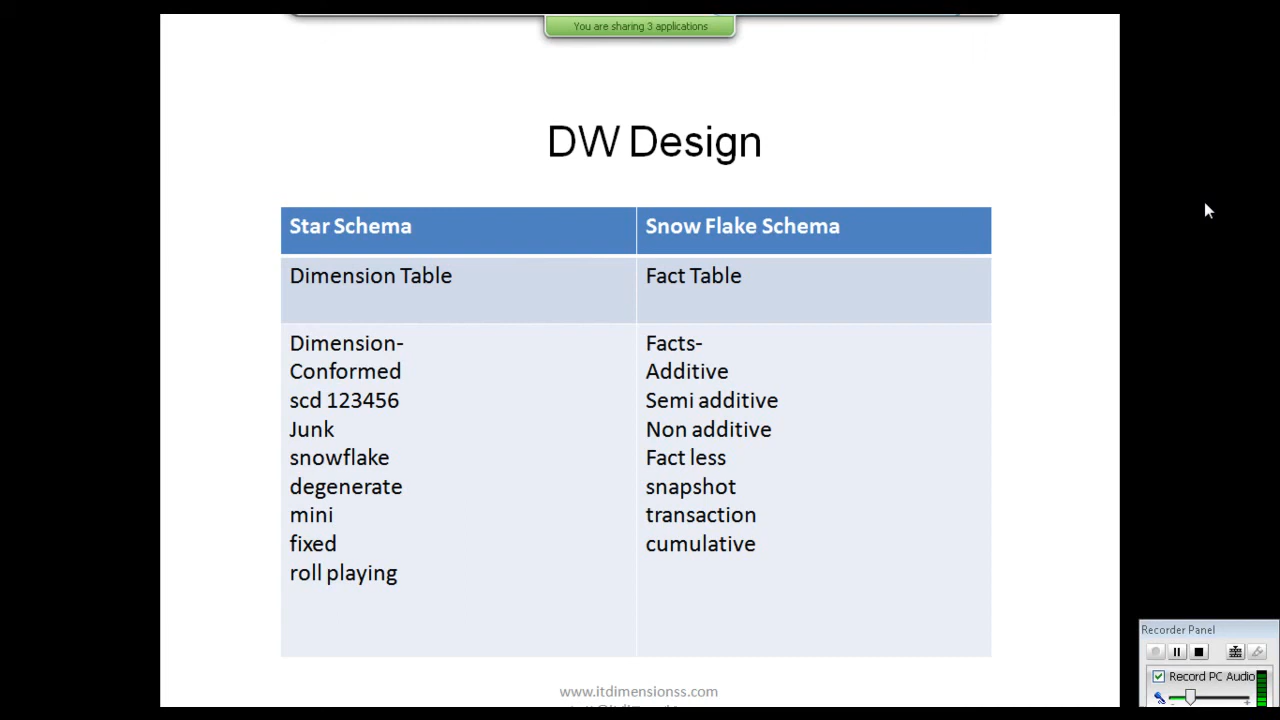 You are sharing 3 applications
DW Design
Star Schema
Snow Flake Schema
Dimension Table
Fact Table
Dimension-
Conformed
scd 123456
Junk
snowflake
degenerate
mini
fixed
roll playing
Facts-
Additive
Semi additive
Non additive
Fact less
snapshot
transaction
cumulative
www.itdimensionss.com
Recorder Panel
Record PC Audio